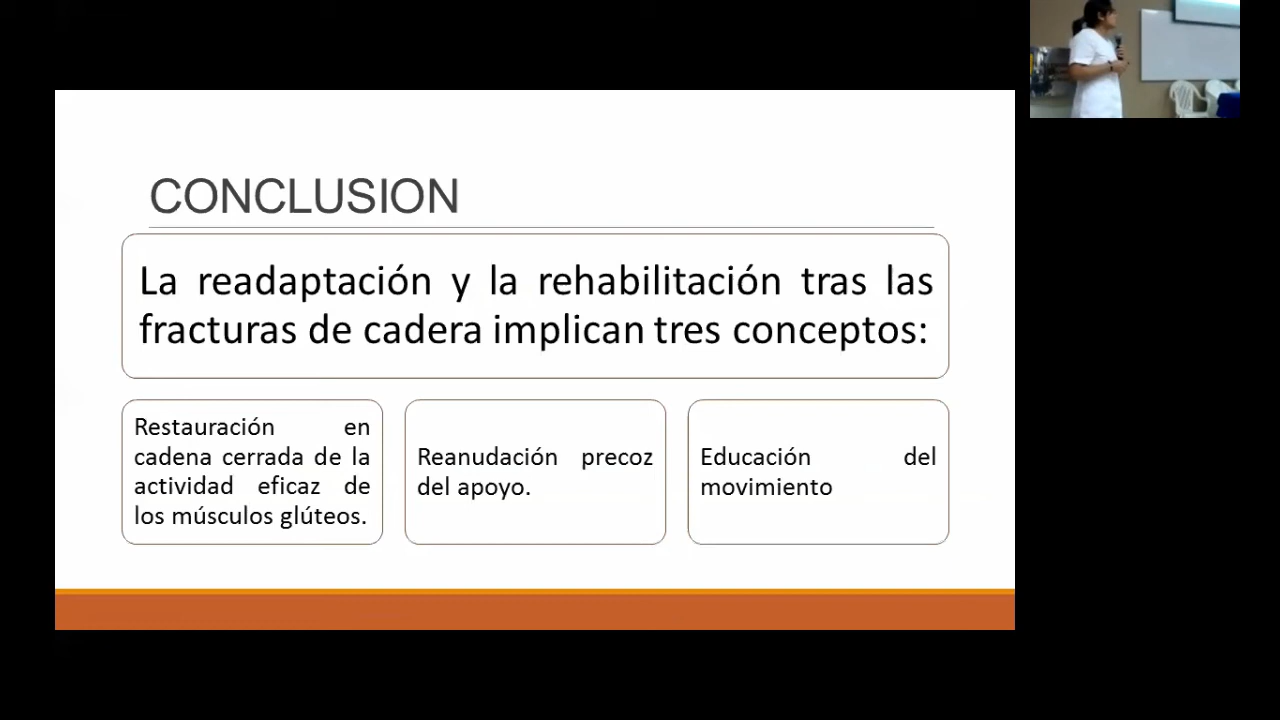 CONCLUSION
La readaptación y la rehabilitación tras las
fracturas de cadera implican tres conceptos:
Restauración en
cadena cerrada de la
actividad eficaz de
los músculos glúteos.
Reanudación precoz
del apoyo.
Educación del
movimiento